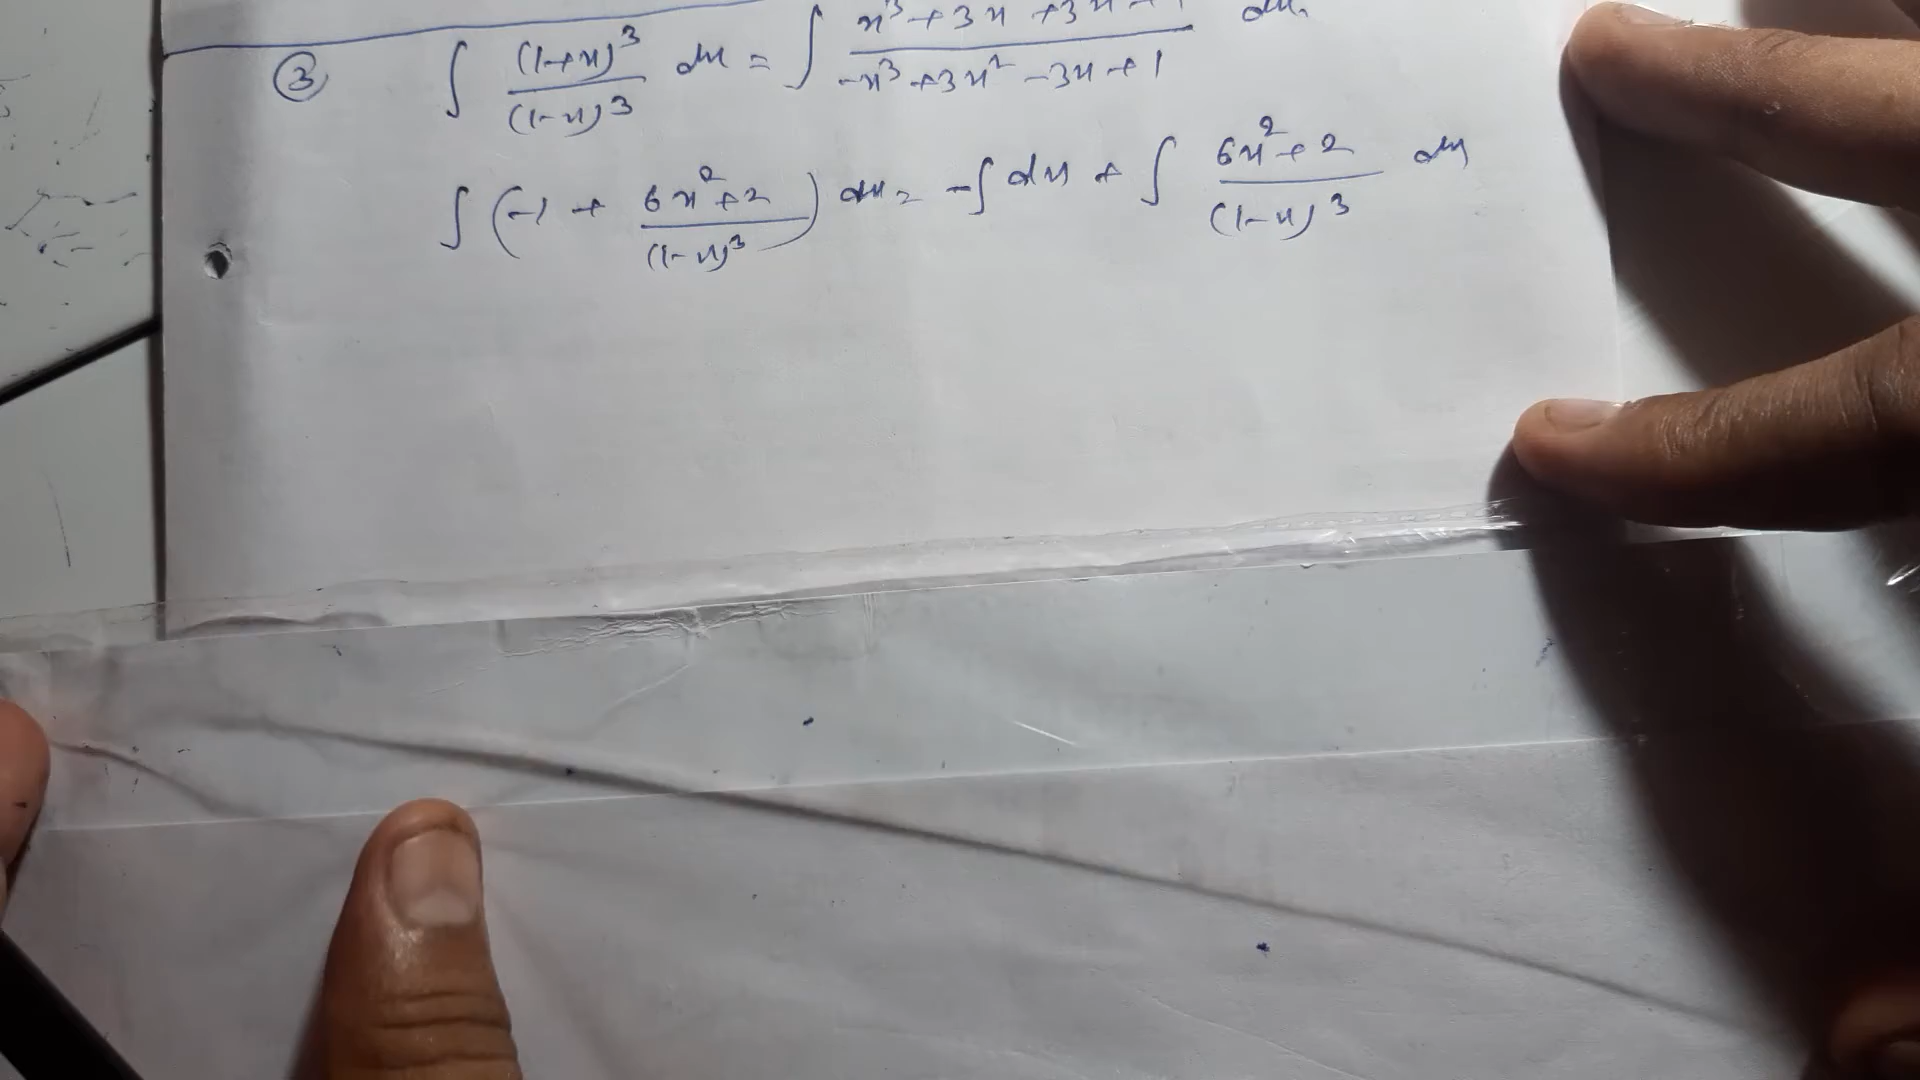 ③ ∫ (1+x)³/(1-x)³ dx = ∫ x³+3x +3x+1/-x³+3x²-3x+1 dx.
∫ (-1 + 6x²+2/(1-x)³) dx = -∫ dx + ∫ 6x²+2/(1-x)³ dx